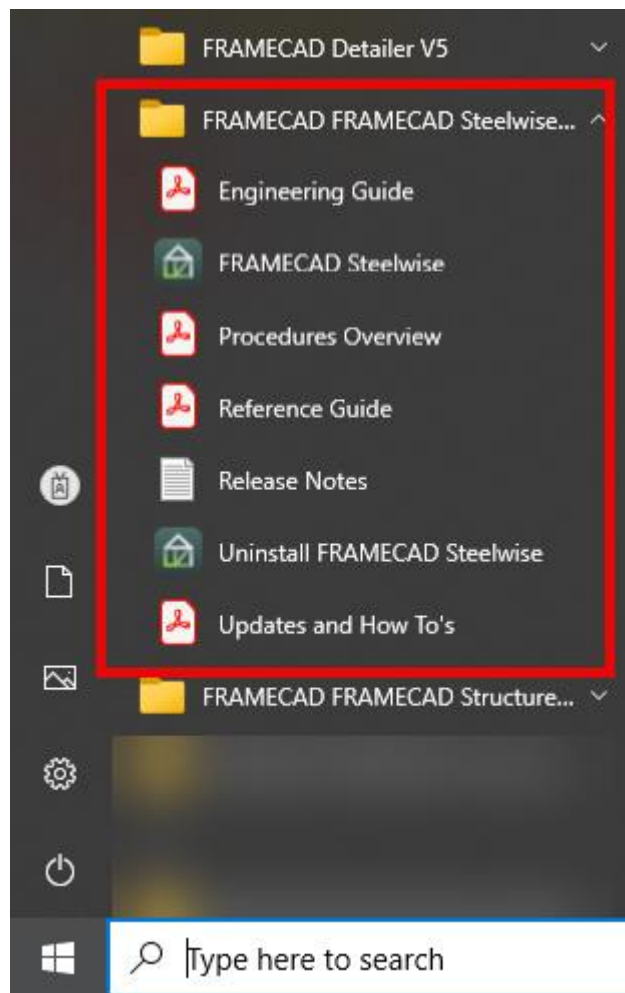 FRAMECAD Detailer V5
FRAMECAD FRAMECAD Steelwise...
Engineering Guide
FRAMECAD Steelwise
Procedures Overview
Reference Guide
Release Notes
Uninstall FRAMECAD Steelwise
Updates and How To's
FRAMECAD FRAMECAD Structure...
Type here to search